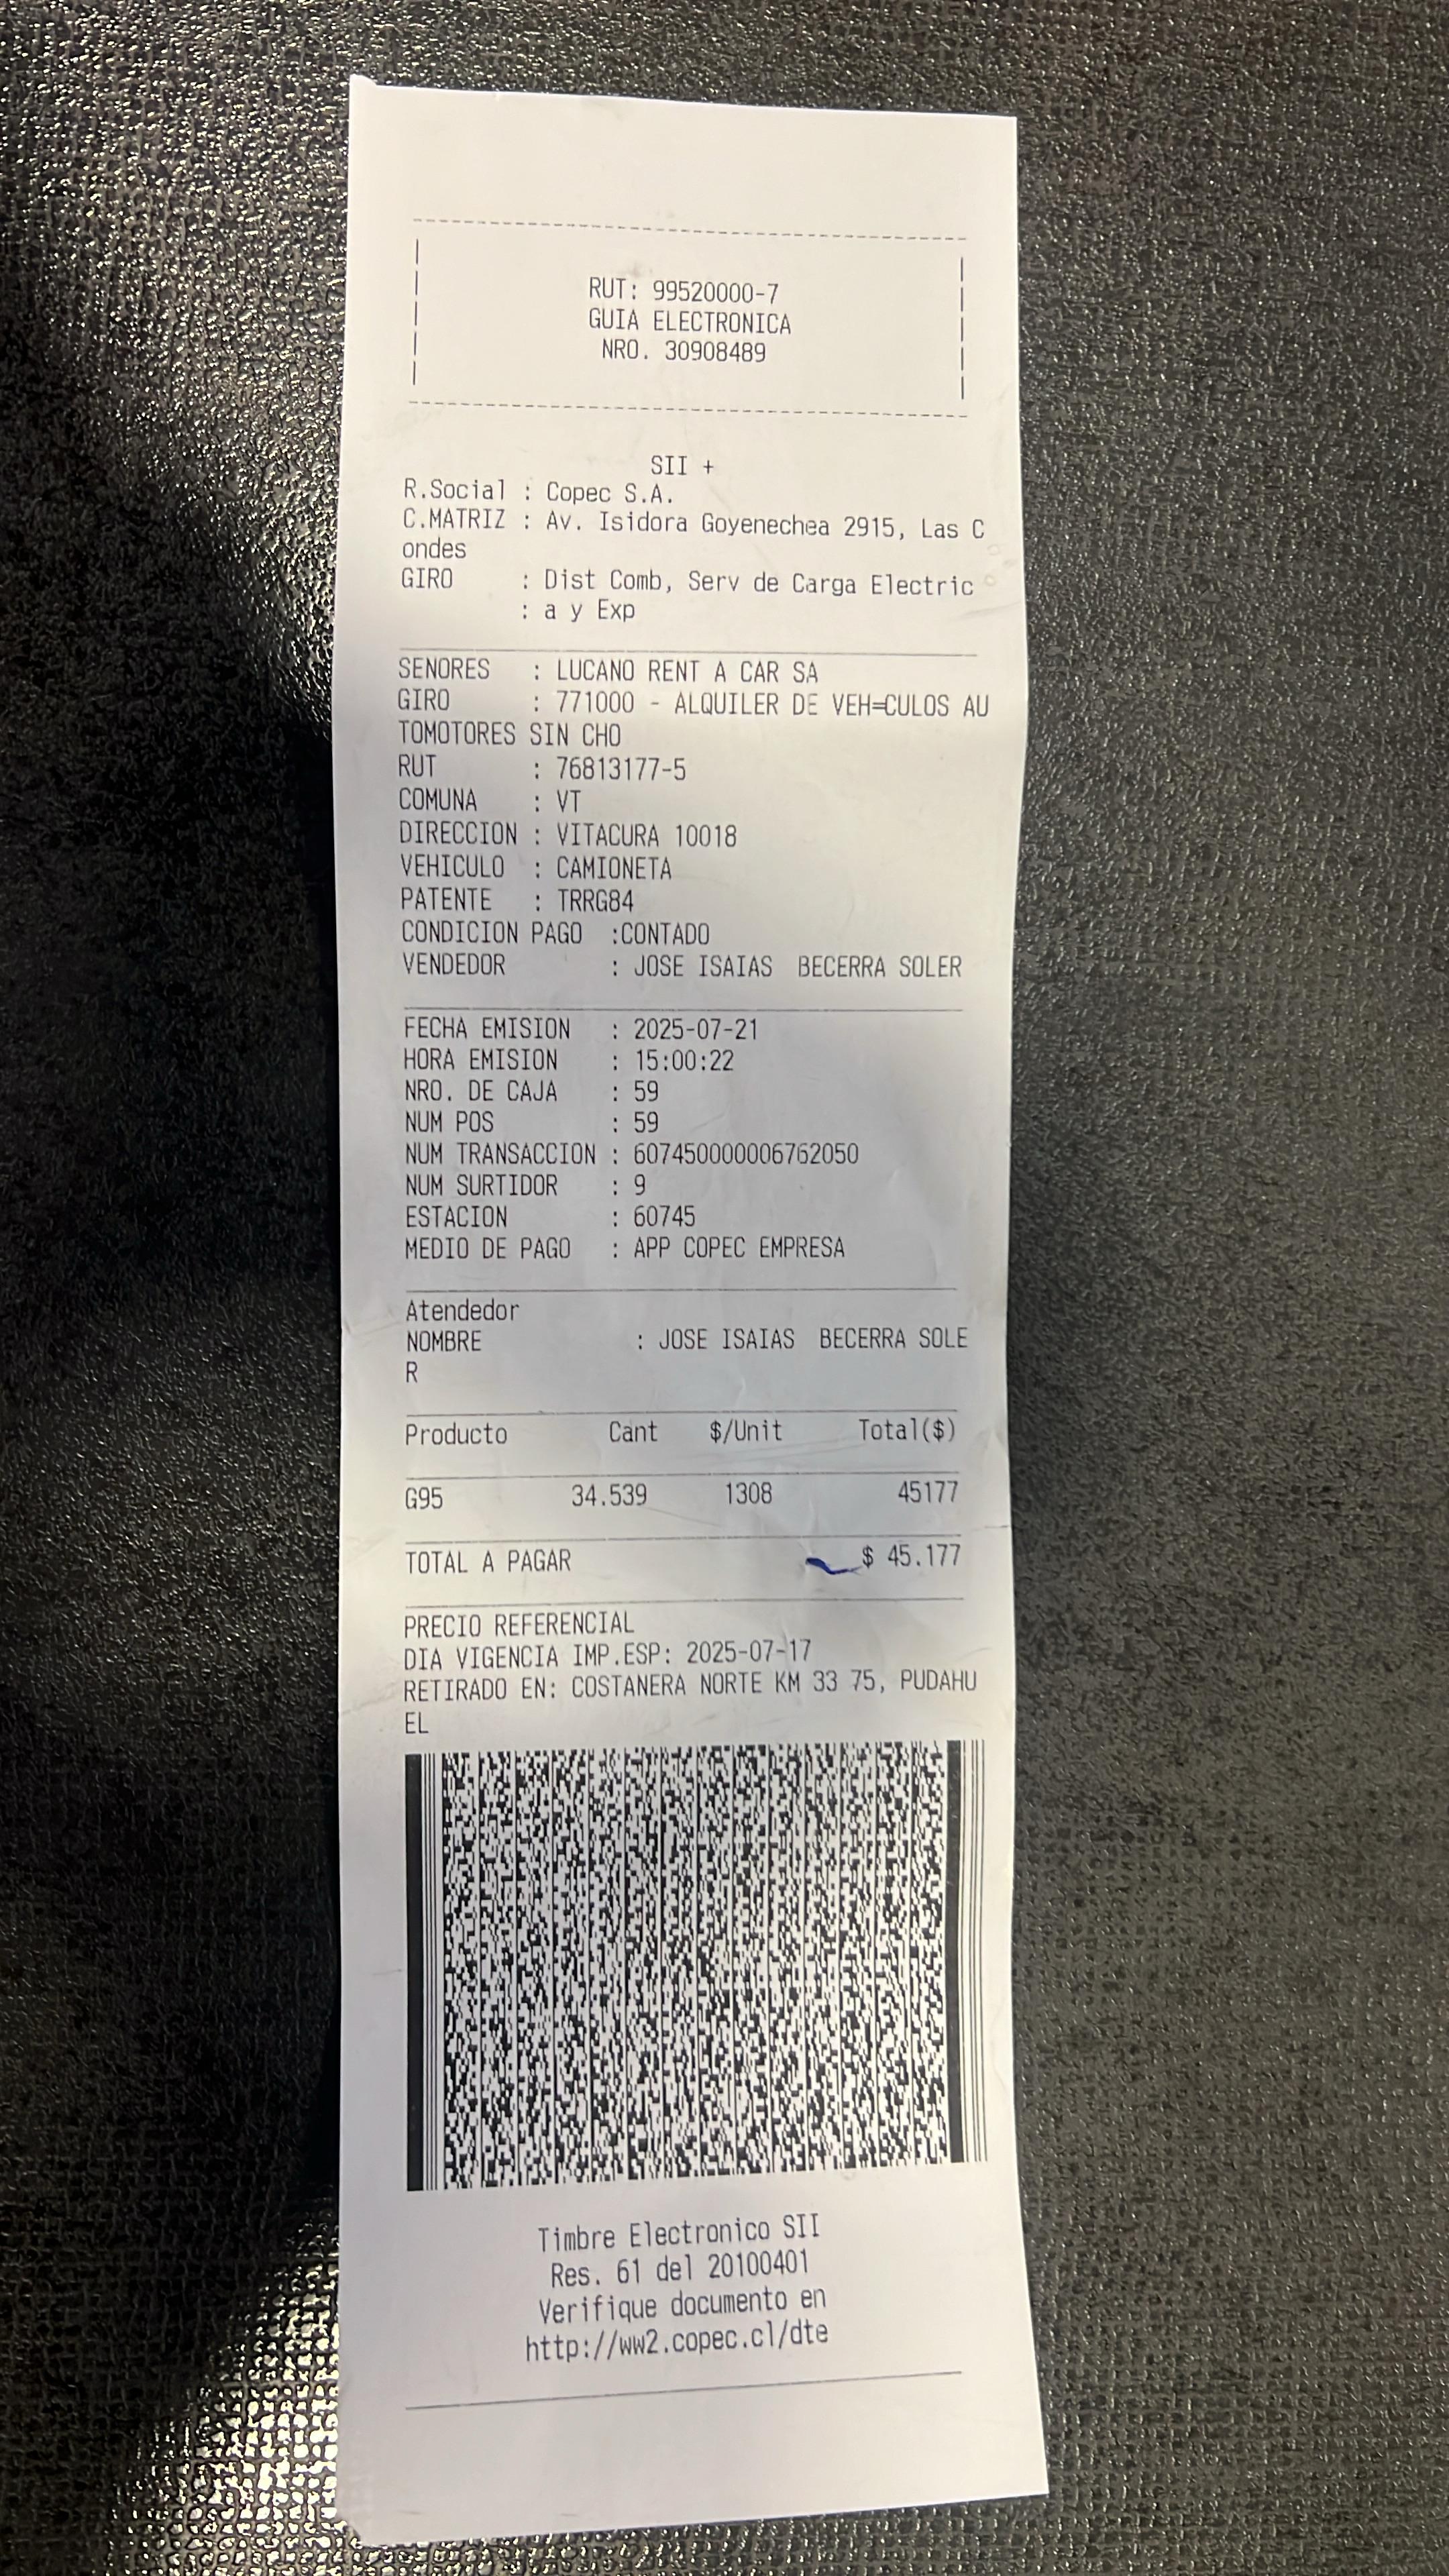 RUT: 99520000-7
GUIA ELECTRONICA
NRO. 30908489
SII +
R.Social : Copec S.A.
C.MATRIZ : Av. Isidora Goyenechea 2915, Las C
ondes
GIRO : Dist Comb, Serv de Carga Electric
: a y Exp
SENORES : LUCANO RENT A CAR SA
GIRO : 771000 - ALQUILER DE VEH=CULOS AU
TOMOTORES SIN CHO
RUT : 76813177-5
COMUNA : VT
DIRECCION : VITACURA 10018
VEHICULO : CAMIONETA
PATENTE : TRRG84
CONDICION PAGO :CONTADO
VENDEDOR : JOSE ISAIAS BECERRA SOLER
FECHA EMISION : 2025-07-21
HORA EMISION : 15:00:22
NRO. DE CAJA : 59
NUM POS : 59
NUM TRANSACCION : 607450000006762050
NUM SURTIDOR : 9
ESTACION : 60745
MEDIO DE PAGO : APP COPEC EMPRESA
Atendedor
NOMBRE : JOSE ISAIAS BECERRA SOLE
R
Producto Cant $/Unit Total($)
G95 34.539 1308 45177
TOTAL A PAGAR $ 45.177
PRECIO REFERENCIAL
DIA VIGENCIA IMP.ESP: 2025-07-17
RETIRADO EN: COSTANERA NORTE KM 33 75, PUDAHU
EL
Timbre Electronico SII
Res. 61 del 20100401
Verifique documento en
http://ww2.copec.cl/dte